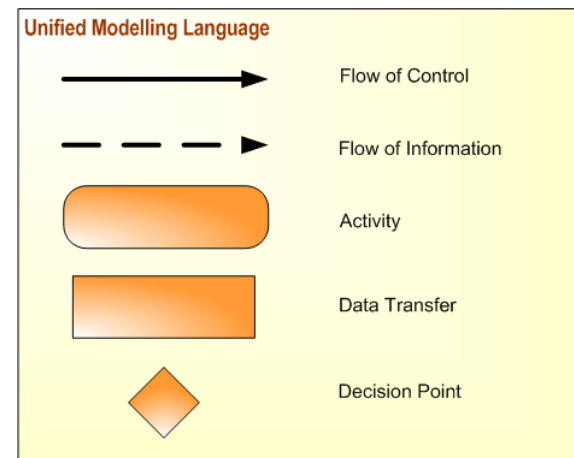 Unified Modelling Language
Flow of Control
Flow of Information
Activity
Data Transfer
Decision Point